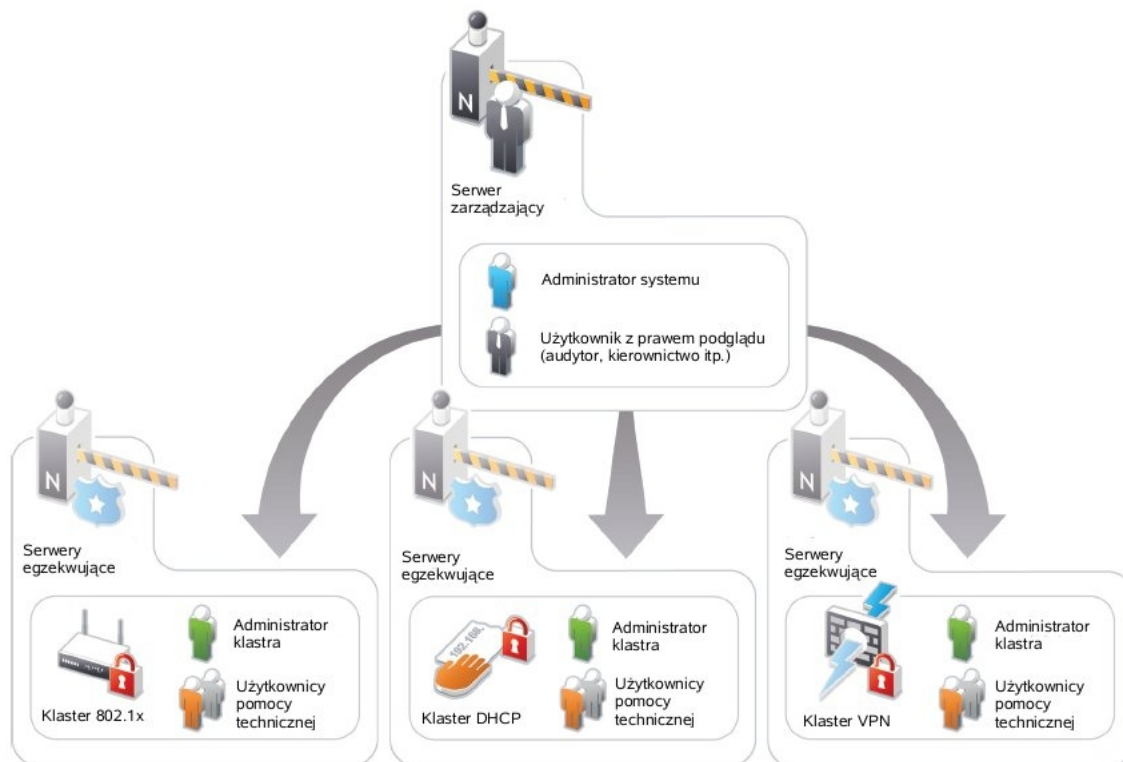 N
Serwer
zarządzający
Administrator systemu
Użytkownik z prawem podglądu
(audytor, kierownictwo itp.)
N
Serwery
egzekwujące
Administrator
klastra
Klaster 802.1x
Użytkownicy
pomocy
technicznej
N
Serwery
egzekwujące
192.168.
Administrator
klastra
Klaster DHCP
Użytkownicy
pomocy
technicznej
N
Serwery
egzekwujące
Administrator
klastra
Klaster VPN
Użytkownicy
pomocy
technicznej